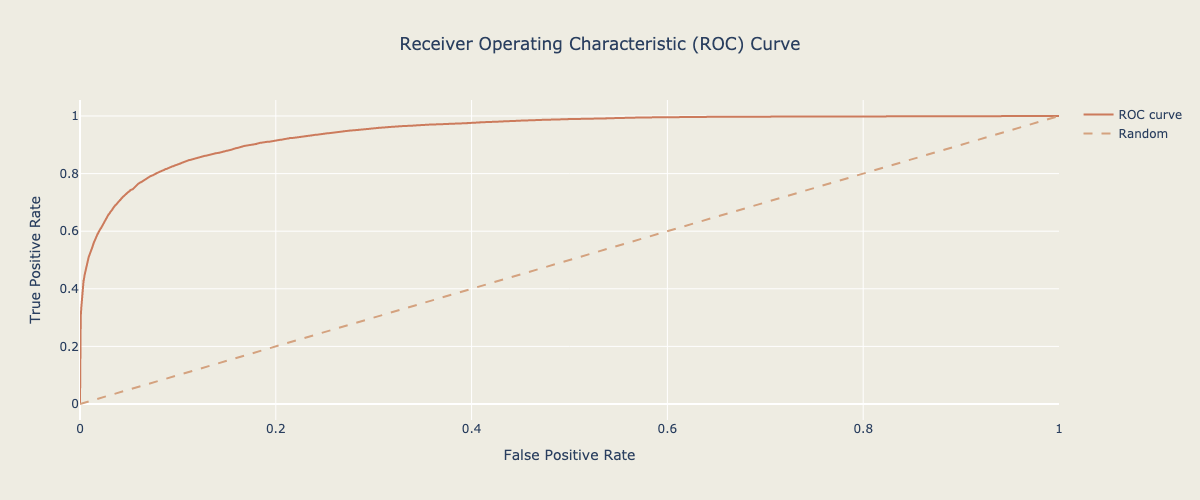 Receiver Operating Characteristic (ROC) Curve
ROC curve
Random
True Positive Rate
1
0.8
0.6
0.4
0.2
0
0 0.2 0.4 0.6 0.8 1
False Positive Rate